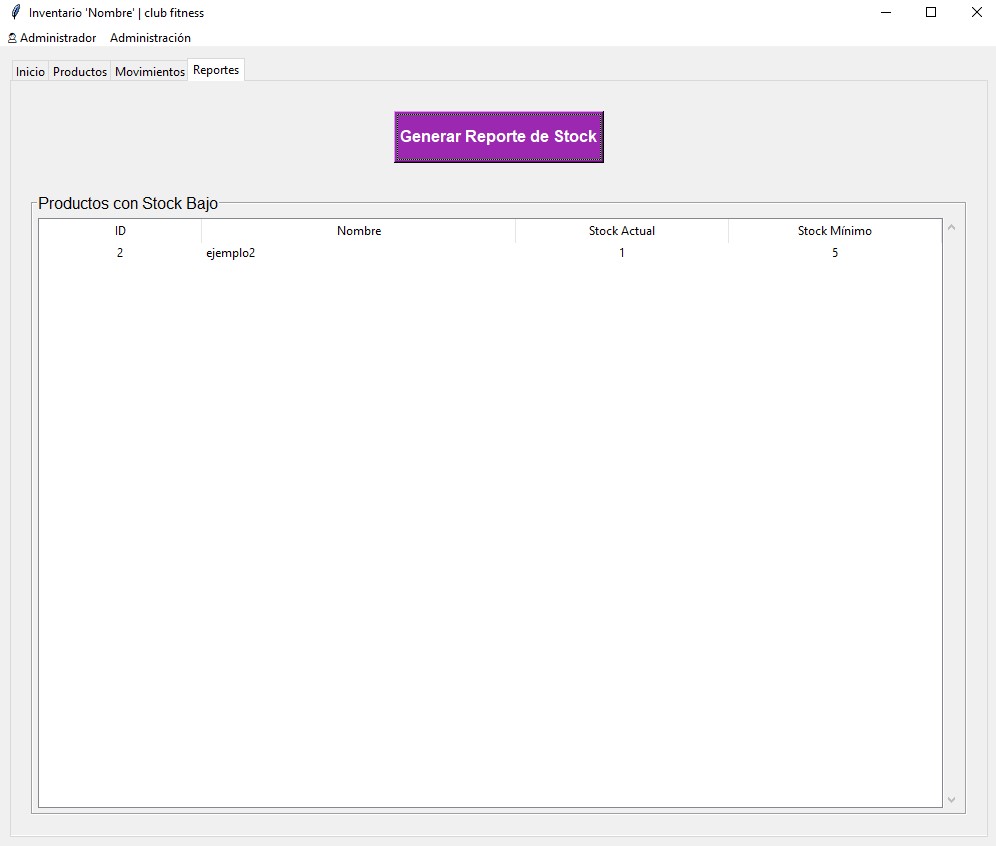 Inventario 'Nombre' | club fitness
Administrador Administración
Inicio Productos Movimientos Reportes
Generar Reporte de Stock
Productos con Stock Bajo
ID Nombre Stock Actual Stock Mínimo
2 ejemplo2 1 5